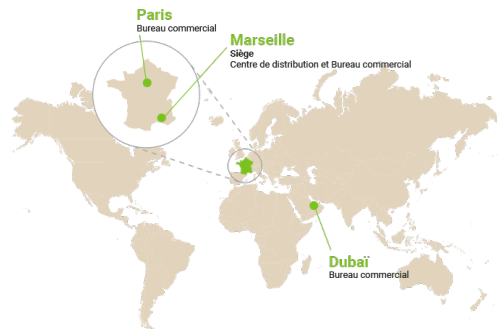 Paris
Bureau commercial
Marseille
Siège
Centre de distribution et Bureau commercial
Dubaï
Bureau commercial